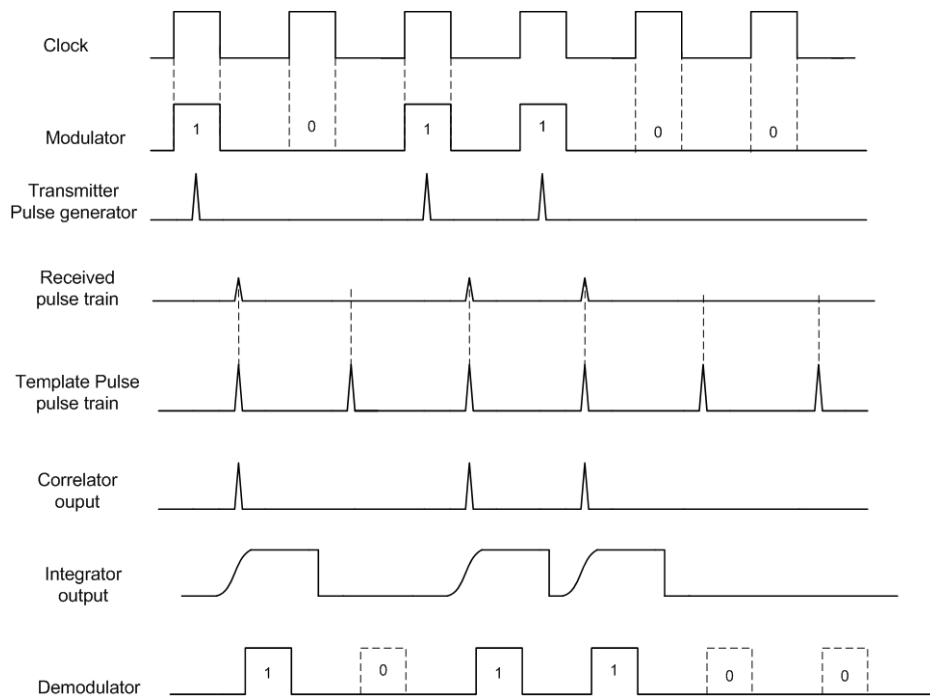 Clock
Modulator
1
0
1
1
0
0
Transmitter
Pulse generator
Received
pulse train
Template Pulse
pulse train
Correlator
ouput
Integrator
output
Demodulator
1
0
1
1
0
0